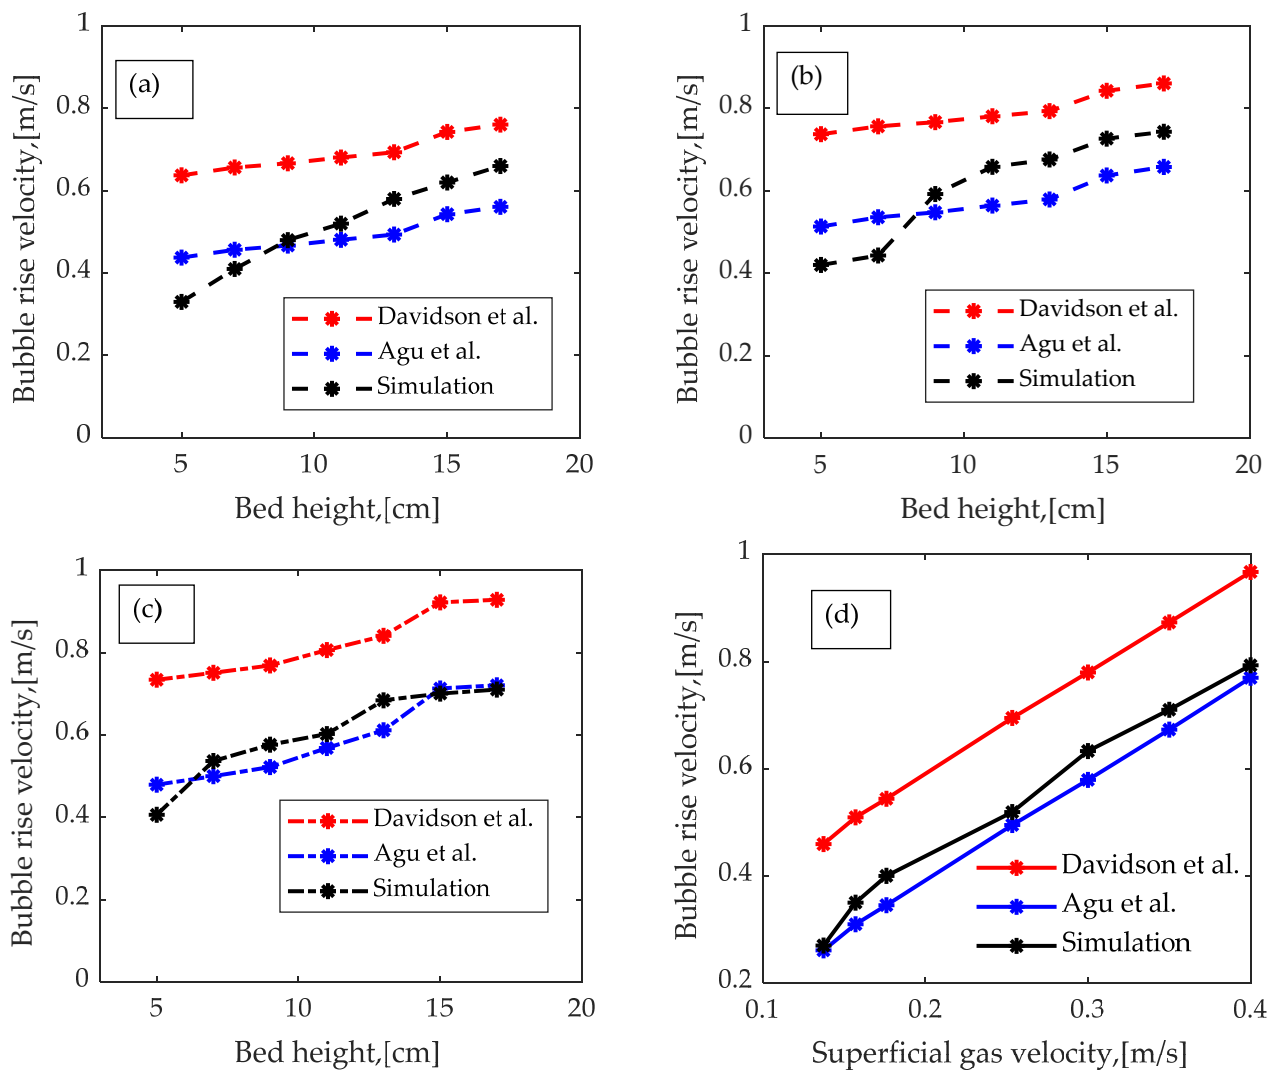 (a)
Bubble rise velocity,[m/s]
1
0.8
0.6
0.4
0.2
0
5
10
15
20
Bed height,[cm]
Davidson et al.
Agu et al.
Simulation
(b)
Bubble rise velocity,[m/s]
1
0.8
0.6
0.4
0.2
0
5
10
15
20
Bed height,[cm]
Davidson et al.
Agu et al.
Simulation
(c)
Bubble rise velocity,[m/s]
1
0.8
0.6
0.4
0.2
0
5
10
15
20
Bed height,[cm]
Davidson et al.
Agu et al.
Simulation
(d)
Bubble rise velocity,[m/s]
1
0.8
0.6
0.4
0.2
0.1
0.2
0.3
0.4
Superficial gas velocity,[m/s]
Davidson et al.
Agu et al.
Simulation